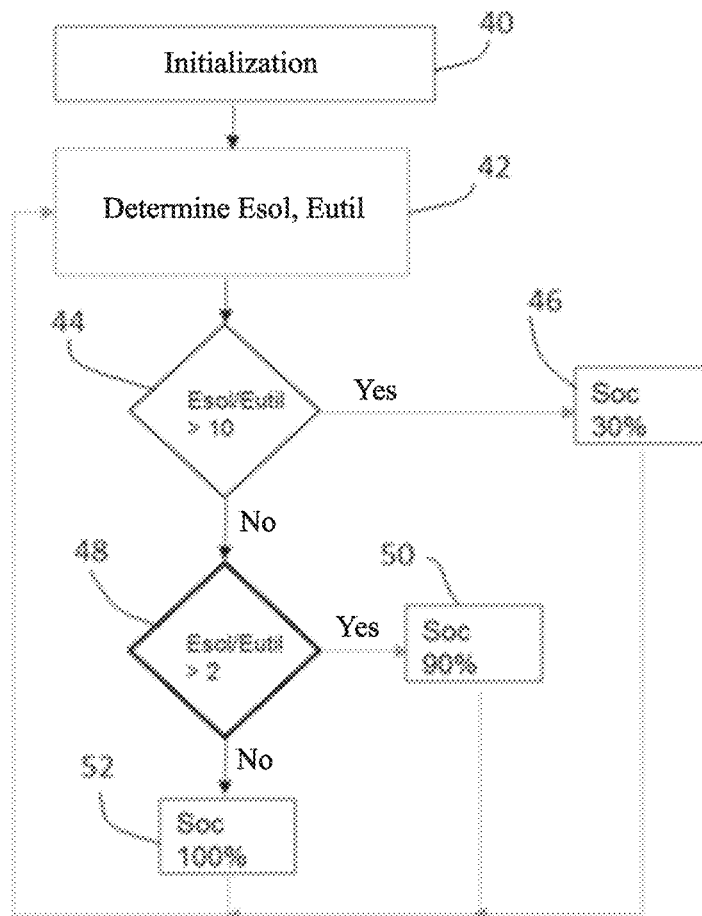 40
Initialization
42
Determine Esol, Eutil
44
46
Esol/Eutil
> 10
Yes
Soc
30%
No
48
50
Esol/Eutil
> 2
Yes
Soc
90%
No
52
Soc
100%